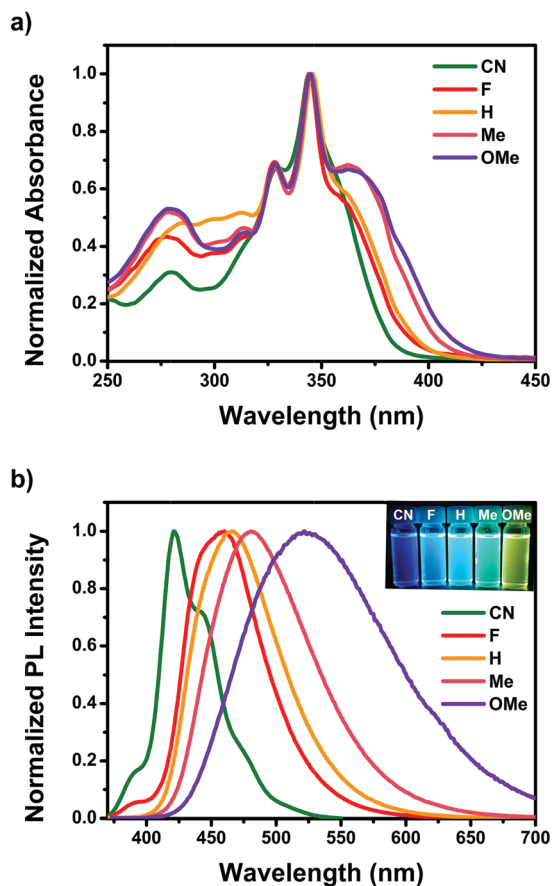 a)
Normalized Absorbance
1.0
0.8
0.6
0.4
0.2
0.0
CN
F
H
Me
OMe
250 300 350 400 450
Wavelength (nm)
b)
Normalized PL Intensity
1.0
0.8
0.6
0.4
0.2
0.0
CN F H Me OMe
CN
F
H
Me
OMe
400 450 500 550 600 650 700
Wavelength (nm)